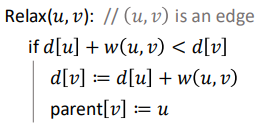 Relax(u, v): // (u, v) is an edge
if d[u] + w(u, v) < d[v]
d[v] ≔ d[u] + w(u, v)
parent[v] ≔ u